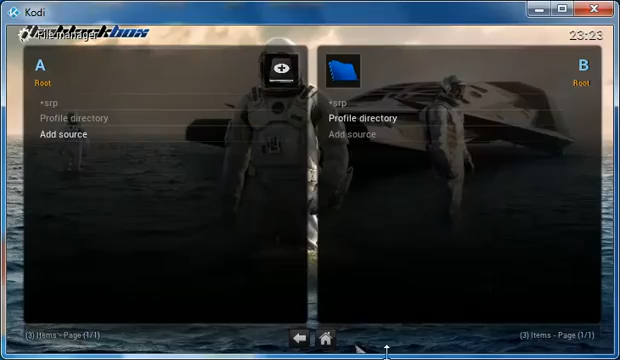 Kodi
File manager
23:23
A
Root
*srp
Profile directory
Add source
(3) Items - Page (1/1)
B
Root
*srp
Profile directory
Add source
(3) Items - Page (1/1)